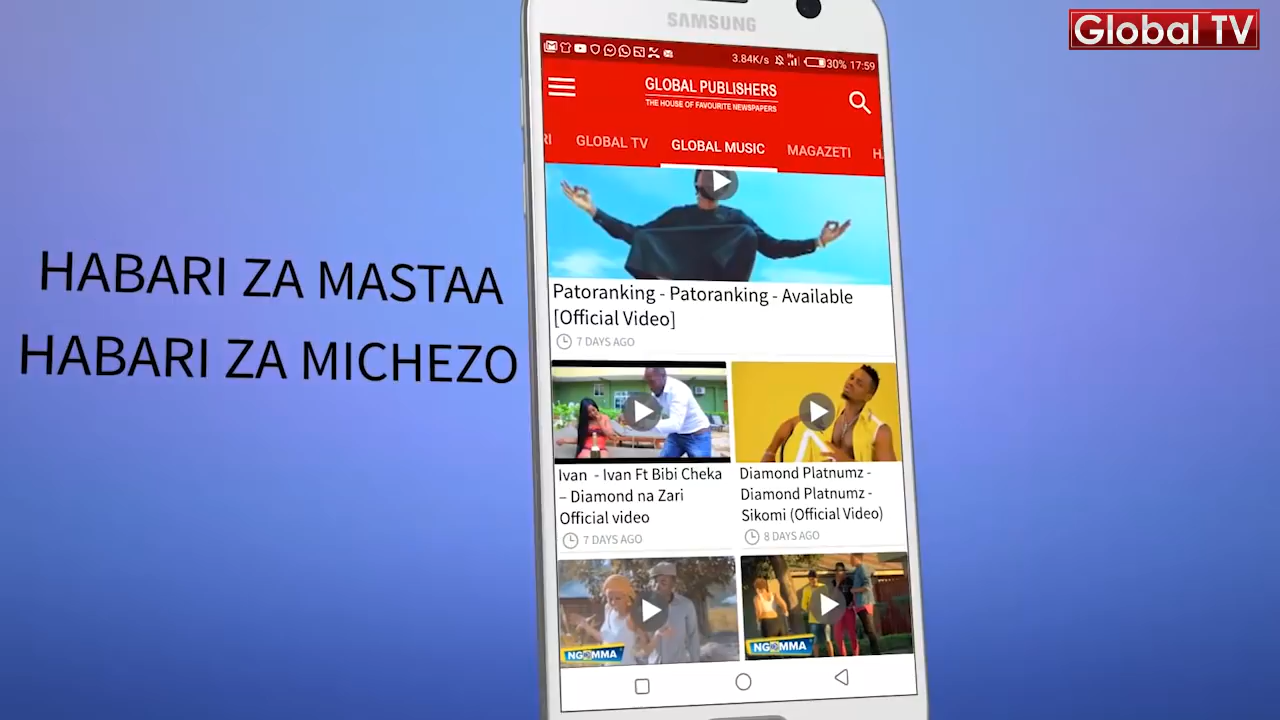 Global TV
SAMSUNG
3.84K/s 30% 17:59
GLOBAL PUBLISHERS
THE HOUSE OF FAVOURITE NEWSPAPERS
RI GLOBAL TV GLOBAL MUSIC MAGAZETI H
HABARI ZA MASTAA
HABARI ZA MICHEZO
Patoranking - Patoranking - Available
[Official Video]
7 DAYS AGO
Ivan - Ivan Ft Bibi Cheka
– Diamond na Zari
Official video
7 DAYS AGO
Diamond Platnumz -
Diamond Platnumz -
Sikomi (Official Video)
8 DAYS AGO
NGOMMA
NGOMMA